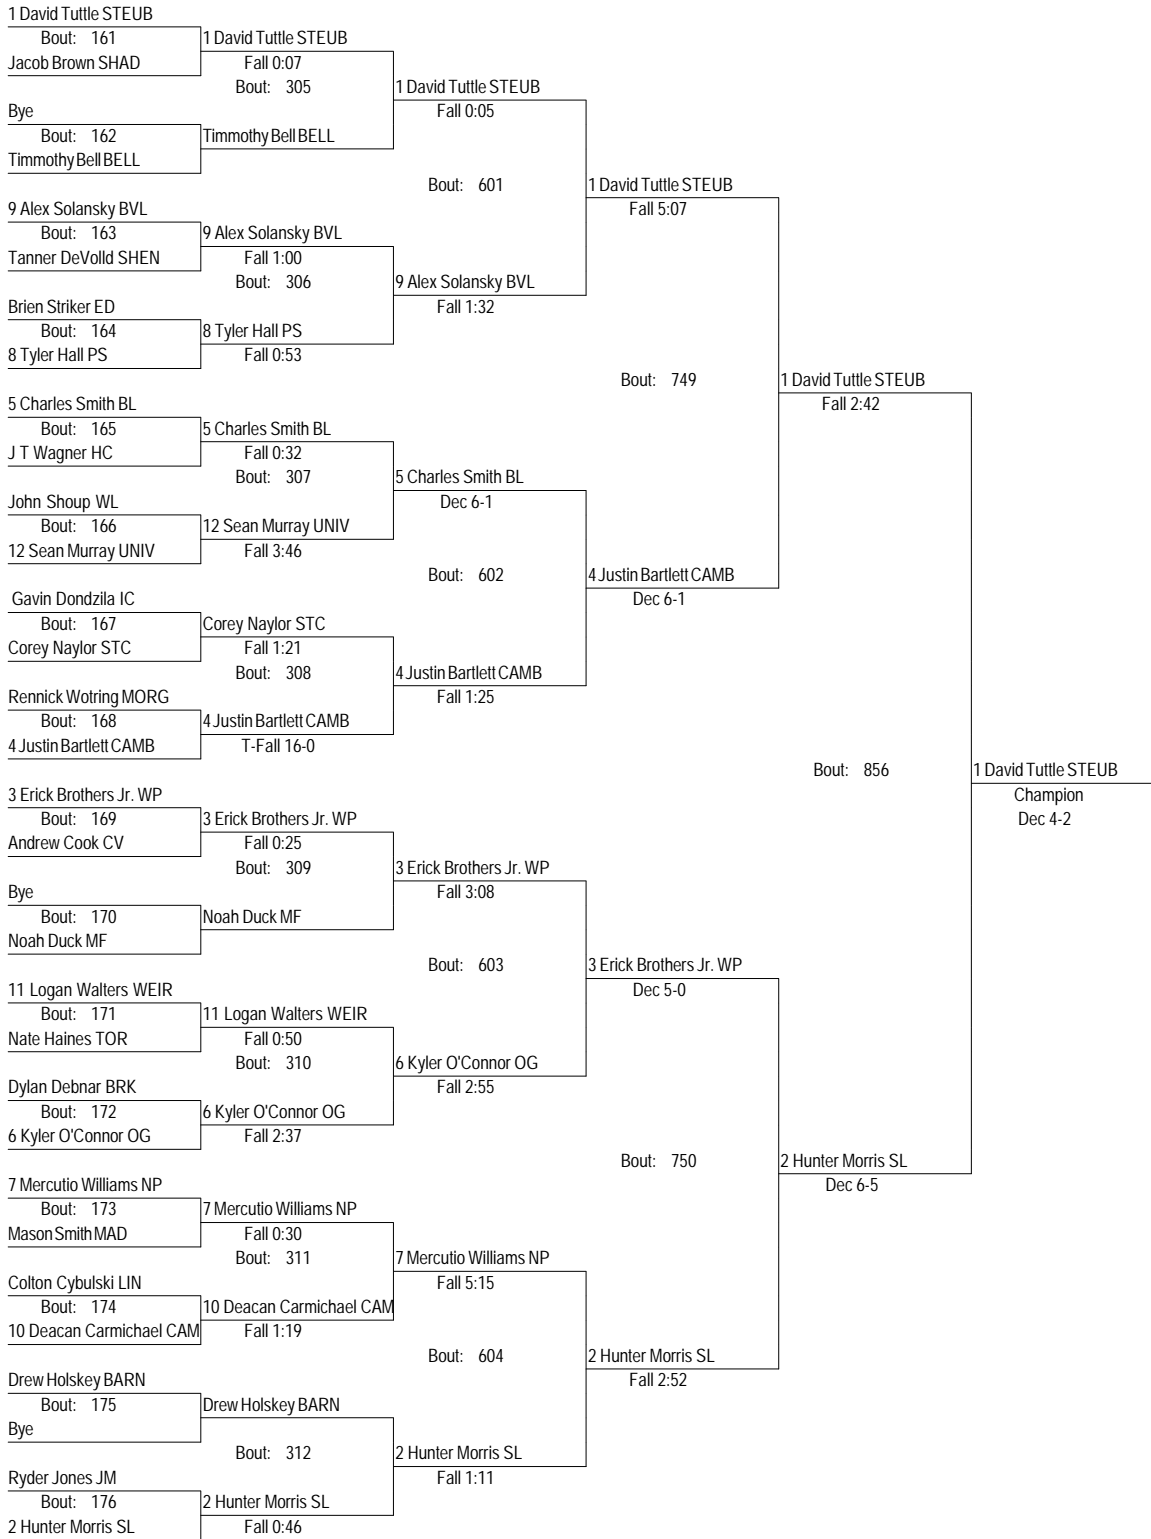 1 David Tuttle STEUB
Bout: 161
1 David Tuttle STEUB
Jacob Brown SHAD
Fall 0:07
Bout: 305
1 David Tuttle STEUB
Bye
Fall 0:05
Bout: 162
Timmothy Bell BELL
Timmothy Bell BELL
Bout: 601
1 David Tuttle STEUB
9 Alex Solansky BVL
Fall 5:07
Bout: 163
9 Alex Solansky BVL
Tanner DeVolld SHEN
Fall 1:00
Bout: 306
9 Alex Solansky BVL
Brien Striker ED
Fall 1:32
Bout: 164
8 Tyler Hall PS
8 Tyler Hall PS
Fall 0:53
Bout: 749
1 David Tuttle STEUB
5 Charles Smith BL
Fall 2:42
Bout: 165
5 Charles Smith BL
J T Wagner HC
Fall 0:32
Bout: 307
5 Charles Smith BL
John Shoup WL
Dec 6-1
Bout: 166
12 Sean Murray UNIV
12 Sean Murray UNIV
Fall 3:46
Bout: 602
4 Justin Bartlett CAMB
Gavin Dondzila IC
Dec 6-1
Bout: 167
Corey Naylor STC
Corey Naylor STC
Fall 1:21
Bout: 308
4 Justin Bartlett CAMB
Rennick Wotring MORG
Fall 1:25
Bout: 168
4 Justin Bartlett CAMB
4 Justin Bartlett CAMB
T-Fall 16-0
Bout: 856
1 David Tuttle STEUB
3 Erick Brothers Jr. WP
Champion
Bout: 169
3 Erick Brothers Jr. WP
Dec 4-2
Andrew Cook CV
Fall 0:25
Bout: 309
3 Erick Brothers Jr. WP
Bye
Fall 3:08
Bout: 170
Noah Duck MF
Noah Duck MF
Bout: 603
3 Erick Brothers Jr. WP
11 Logan Walters WEIR
Dec 5-0
Bout: 171
11 Logan Walters WEIR
Nate Haines TOR
Fall 0:50
Bout: 310
6 Kyler O'Connor OG
Dylan Debnar BRK
Fall 2:55
Bout: 172
6 Kyler O'Connor OG
6 Kyler O'Connor OG
Fall 2:37
Bout: 750
2 Hunter Morris SL
7 Mercutio Williams NP
Dec 6-5
Bout: 173
7 Mercutio Williams NP
Mason Smith MAD
Fall 0:30
Bout: 311
7 Mercutio Williams NP
Colton Cybulski LIN
Fall 5:15
Bout: 174
10 Deacan Carmichael CAM
10 Deacan Carmichael CAM
Fall 1:19
Bout: 604
2 Hunter Morris SL
Drew Holskey BARN
Fall 2:52
Bout: 175
Drew Holskey BARN
Bye
Bout: 312
2 Hunter Morris SL
Ryder Jones JM
Fall 1:11
Bout: 176
2 Hunter Morris SL
2 Hunter Morris SL
Fall 0:46